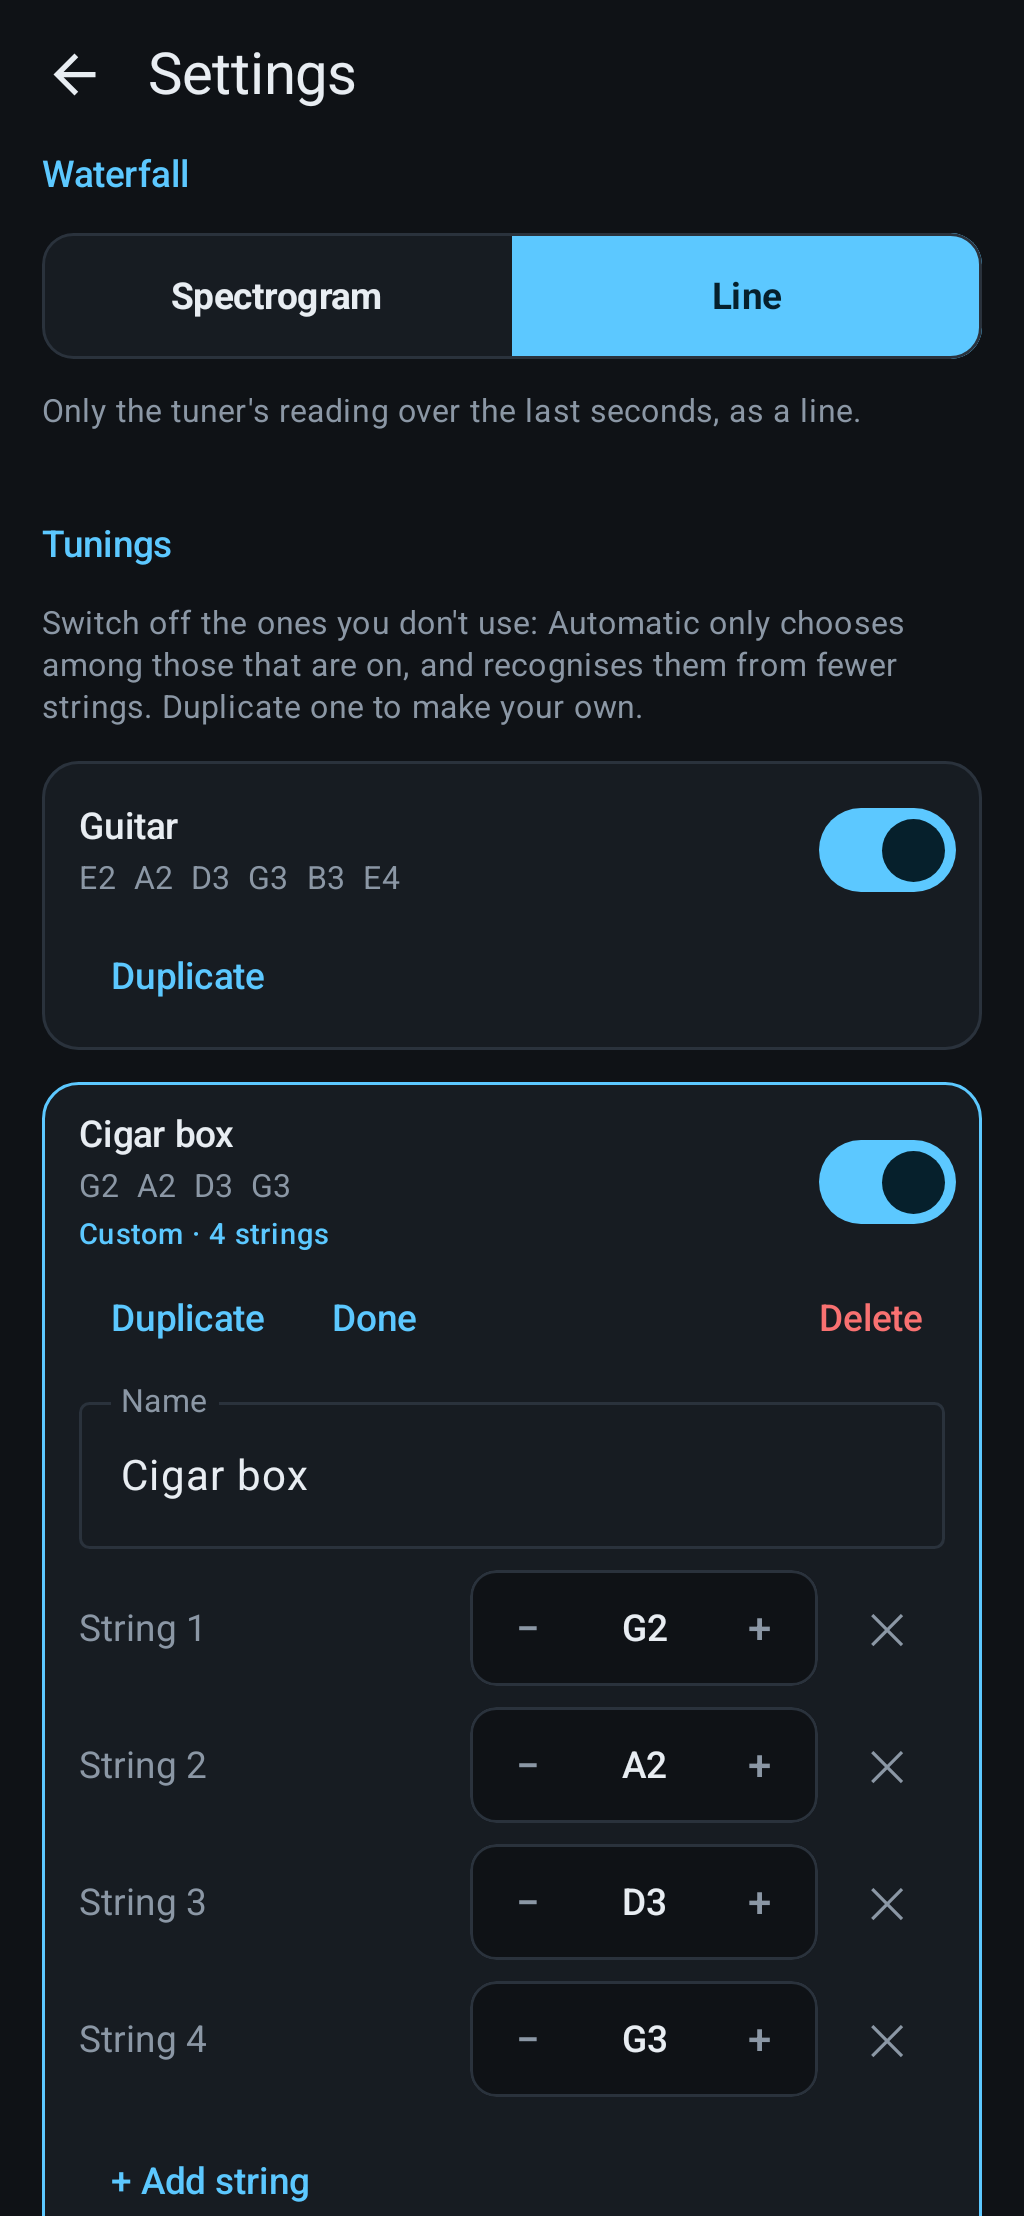 Settings
Waterfall
Spectrogram
Line
Only the tuner's reading over the last seconds, as a line.
Tunings
Switch off the ones you don't use: Automatic only chooses
among those that are on, and recognises them from fewer
strings. Duplicate one to make your own.
Guitar
E2 A2 D3 G3 B3 E4
Duplicate
Cigar box
G2 A2 D3 G3
Custom · 4 strings
Duplicate Done Delete
Name
Cigar box
String 1 − G2 +
String 2 − A2 +
String 3 − D3 +
String 4 − G3 +
+ Add string